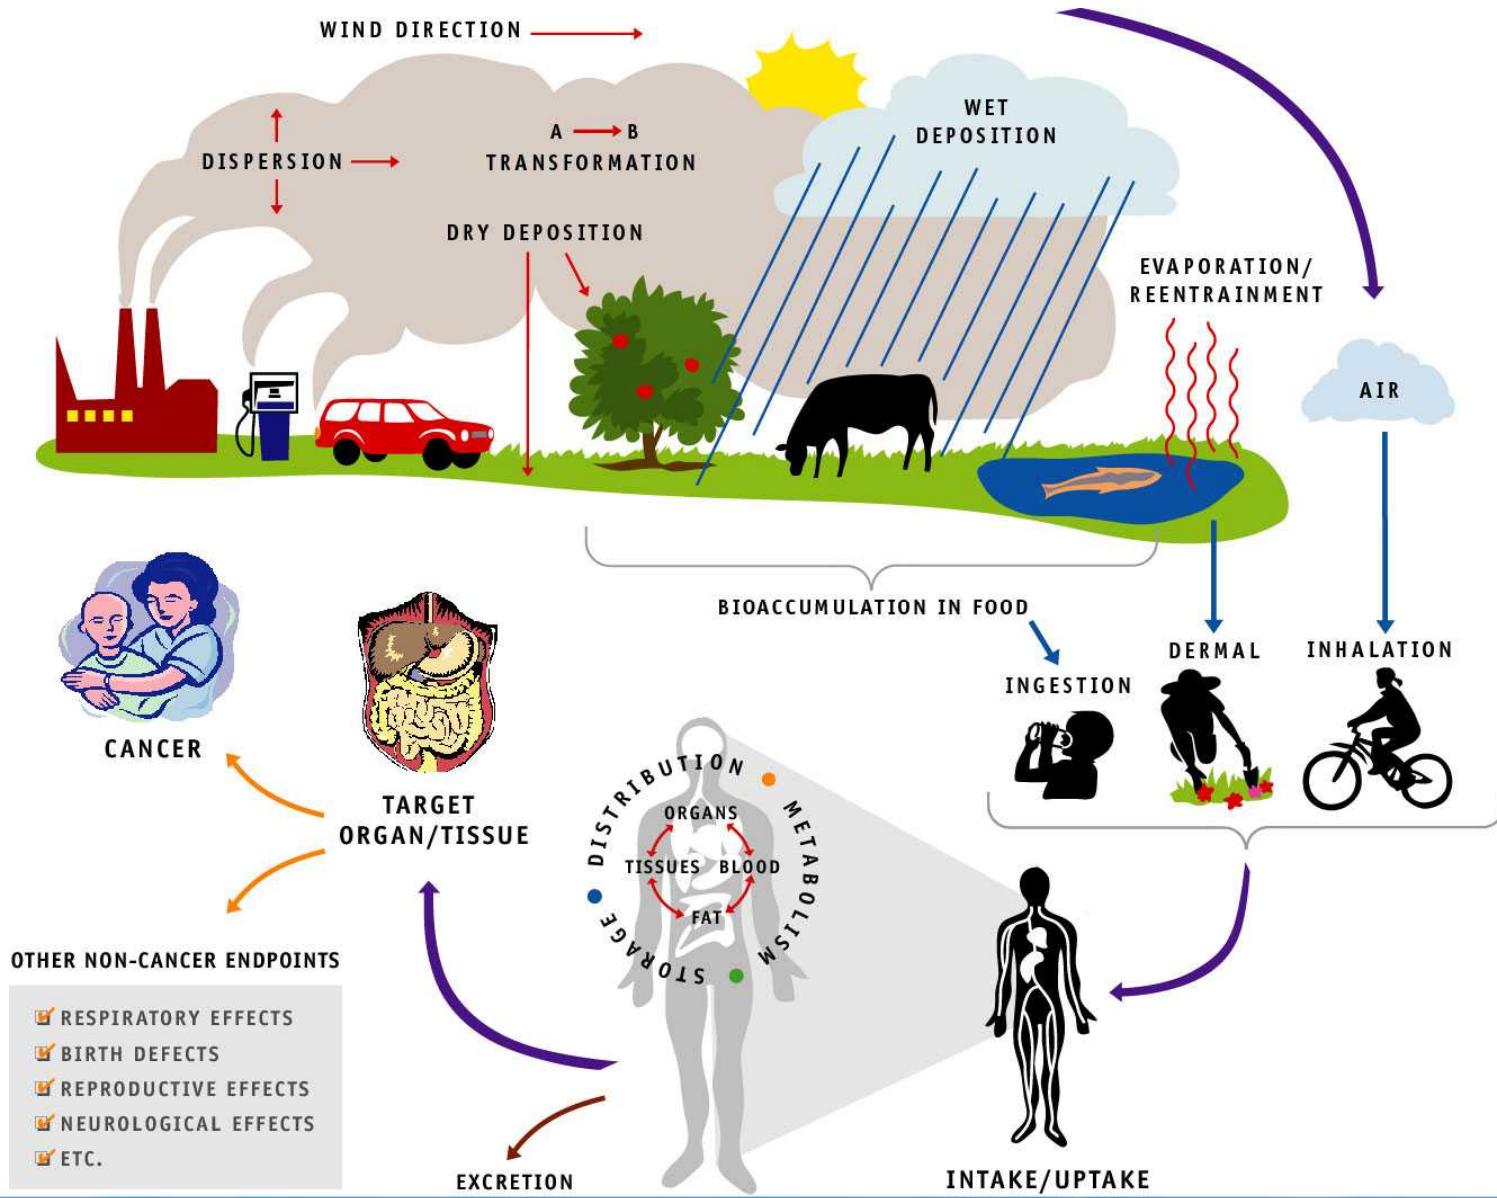 WIND DIRECTION
WET
DEPOSITION
A B
DISPERSION
TRANSFORMATION
DRY DEPOSITION
EVAPORATION/
REENTRAINMENT
AIR
BIOACCUMULATION IN FOOD
DERMAL
INHALATION
INGESTION
CANCER
TARGET
ORGAN/TISSUE
DISTRIBUTION
METABOLISM
STORAGE
ORGANS
TISSUES
BLOOD
FAT
OTHER NON-CANCER ENDPOINTS
RESPIRATORY EFFECTS
BIRTH DEFECTS
REPRODUCTIVE EFFECTS
NEUROLOGICAL EFFECTS
ETC.
EXCRETION
INTAKE/UPTAKE